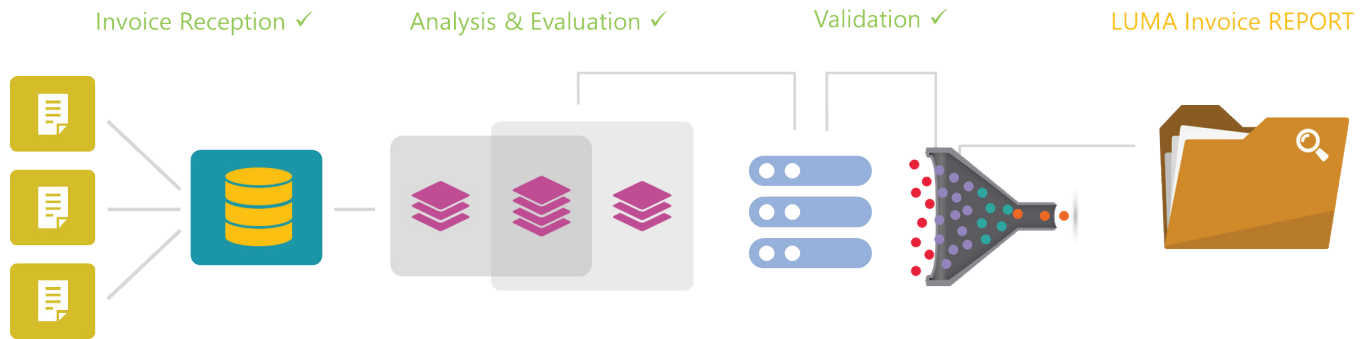 Invoice Reception ✓
Analysis & Evaluation ✓
Validation ✓
LUMA Invoice REPORT